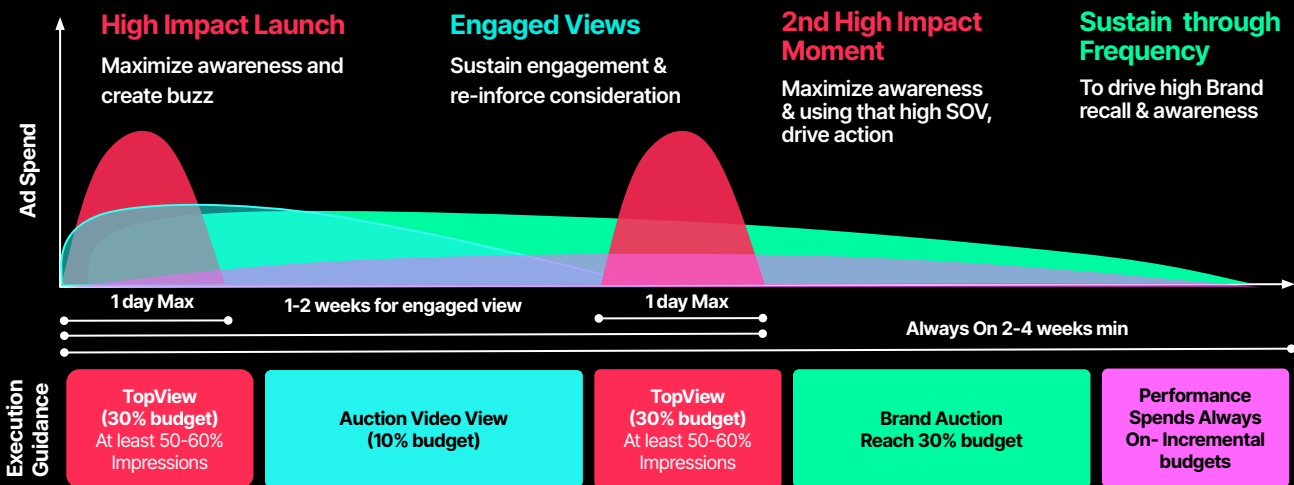 High Impact Launch
Maximize awareness and
create buzz
Engaged Views
Sustain engagement &
re-inforce consideration
2nd High Impact
Moment
Maximize awareness
& using that high SOV,
drive action
Sustain through
Frequency
To drive high Brand
recall & awareness
Ad Spend
1 day Max
1-2 weeks for engaged view
1 day Max
Always On 2-4 weeks min
Execution
Guidance
TopView
(30% budget)
At least 50-60%
Impressions
Auction Video View
(10% budget)
TopView
(30% budget)
At least 50-60%
Impressions
Brand Auction
Reach 30% budget
Performance
Spends Always
On- Incremental
budgets